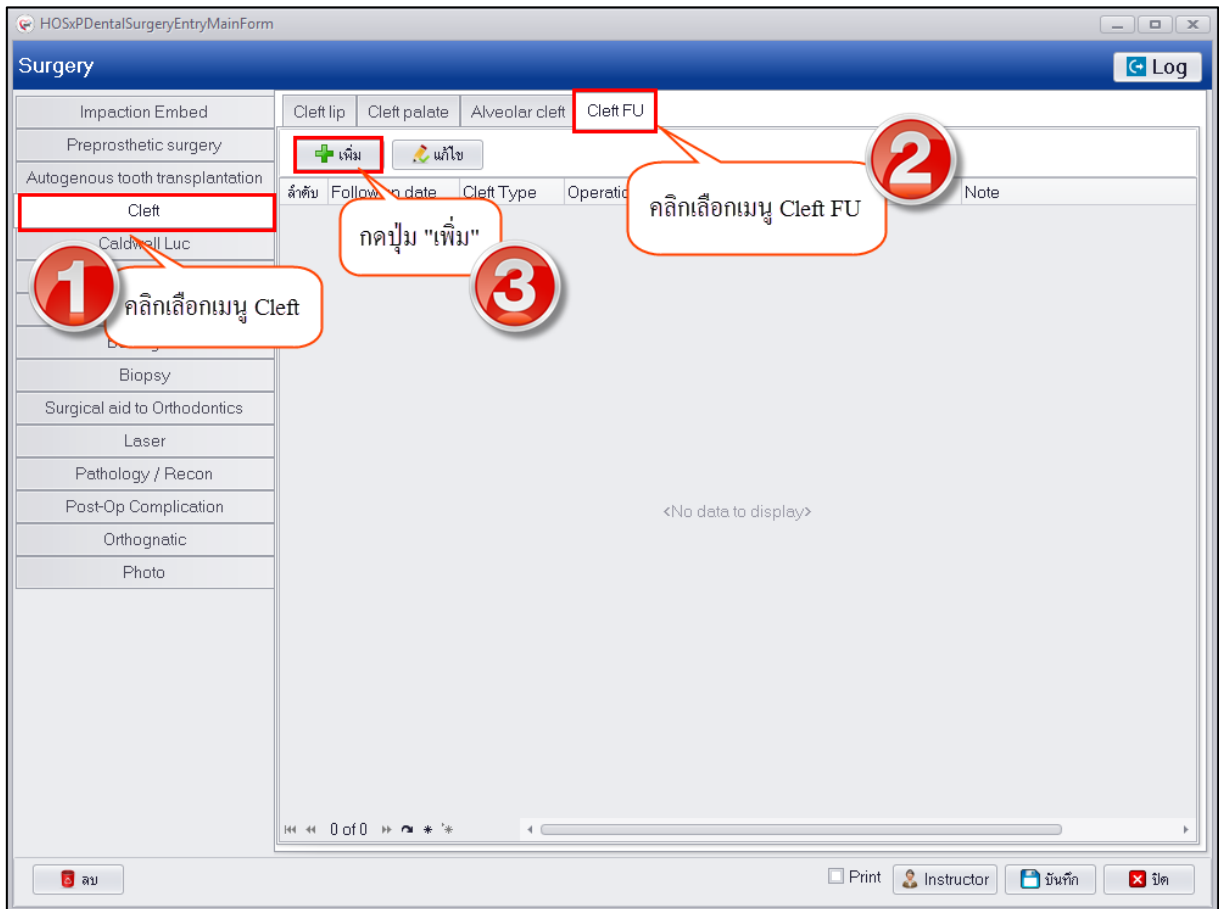 HOSxPDentalSurgeryEntryMainForm
Surgery
Log
Impaction Embed
Preprosthetic surgery
Autogenous tooth transplantation
Cleft
Caldwell Luc
Biopsy
Surgical aid to Orthodontics
Laser
Pathology / Recon
Post-Op Complication
Orthognatic
Photo
Cleft lip
Cleft palate
Alveolar cleft
Cleft FU
เพิ่ม
แก้ไข
ลำดับ
date
Cleft Type
Note
1
คลิกเลือกเมนู Cleft
2
คลิกเลือกเมนู Cleft FU
3
กดปุ่ม "เพิ่ม"
<No data to display>
0 of 0
ลบ
Print
Instructor
บันทึก
ปิด